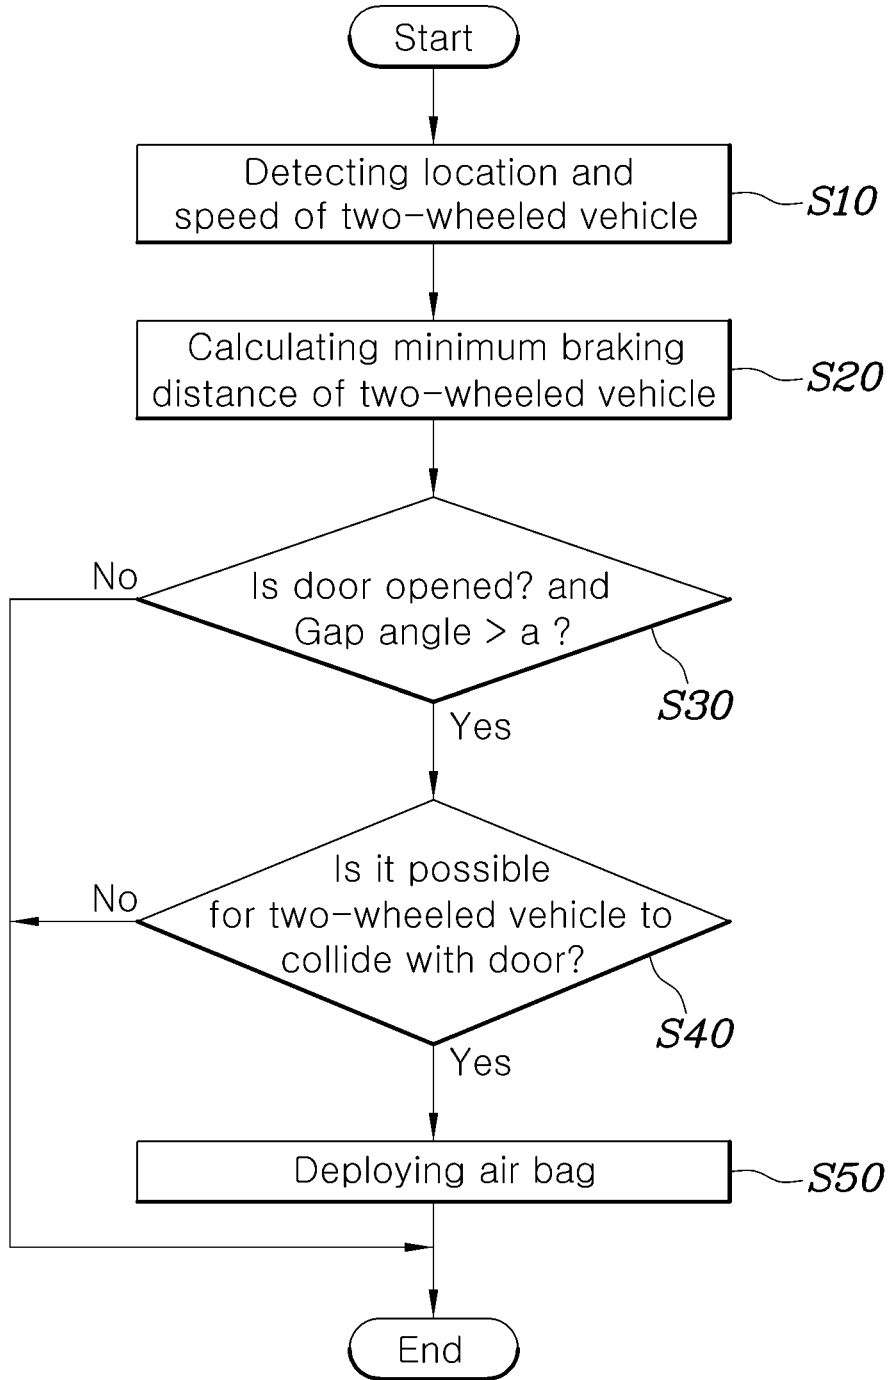 Start
Detecting location and
speed of two-wheeled vehicle
S10
Calculating minimum braking
distance of two-wheeled vehicle
S20
No
Is door opened? and
Gap angle > a ?
S30
Yes
No
Is it possible
for two-wheeled vehicle to
collide with door?
S40
Yes
Deploying air bag
S50
End